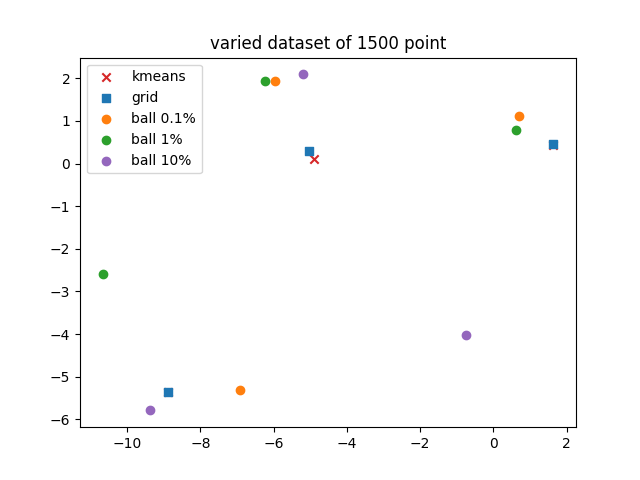 varied dataset of 1500 point
kmeans
grid
ball 0.1%
ball 1%
ball 10%
2
1
0
−1
−2
−3
−4
−5
−6
−10 −8 −6 −4 −2 0 2